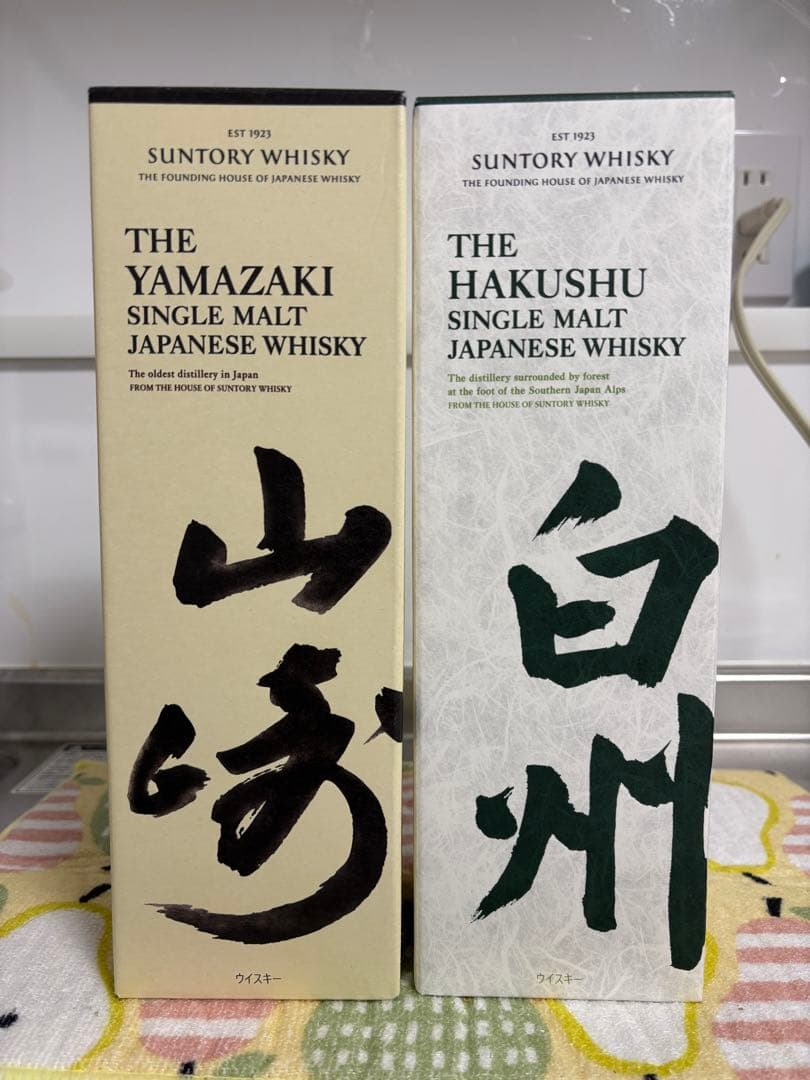 EST 1923
SUNTORY WHISKY
THE FOUNDING HOUSE OF JAPANESE WHISKY
THE
YAMAZAKI
SINGLE MALT
JAPANESE WHISKY
The oldest distillery in Japan
FROM THE HOUSE OF SUNTORY WHISKY
山
崎
ウイスキー
EST 1923
SUNTORY WHISKY
THE FOUNDING HOUSE OF JAPANESE WHISKY
THE
HAKUSHU
SINGLE MALT
JAPANESE WHISKY
The distillery surrounded by forest
at the foot of the Southern Japan Alps
FROM THE HOUSE OF SUNTORY WHISKY
白
州
ウイスキー